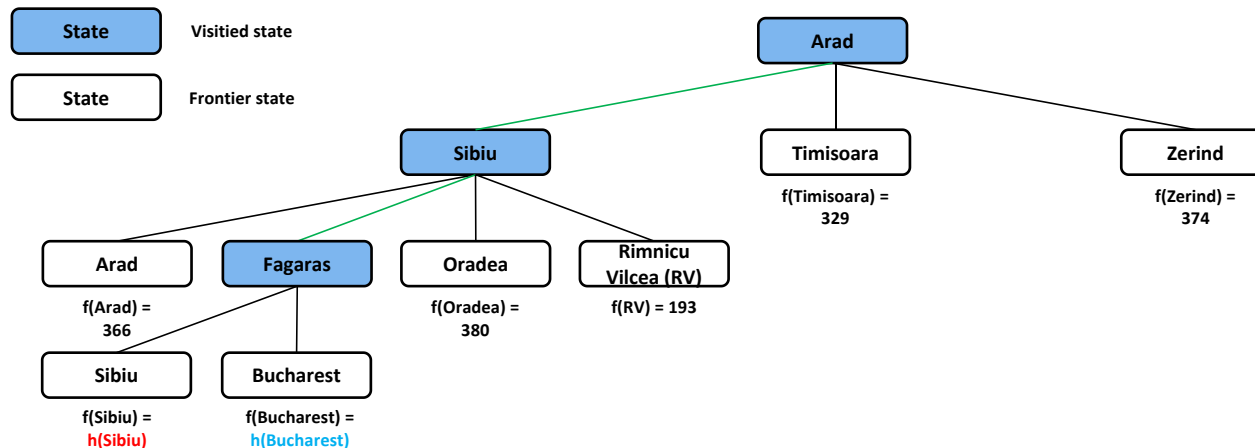 State
Visitied state
Arad
State
Frontier state
Sibiu
Timisoara
Zerind
f(Timisoara) =
329
f(Zerind) =
374
Arad
Fagaras
Oradea
Rimnicu
Vilcea (RV)
f(Arad) =
366
f(Oradea) =
380
f(RV) = 193
Sibiu
Bucharest
f(Sibiu) =
h(Sibiu)
f(Bucharest) =
h(Bucharest)